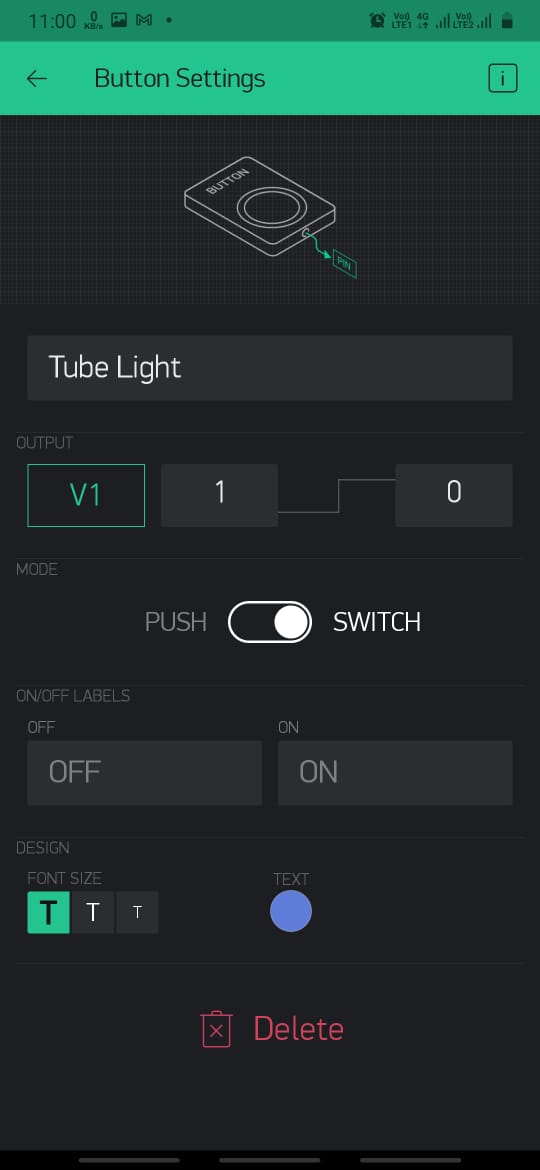 11:00 0 KB/s Vo)) LTE1 4G Vo)) LTE2
Button Settings
BUTTON
PIN
Tube Light
OUTPUT
V1 1 0
MODE
PUSH SWITCH
ON/OFF LABELS
OFF ON
OFF ON
DESIGN
FONT SIZE TEXT
T T T
Delete